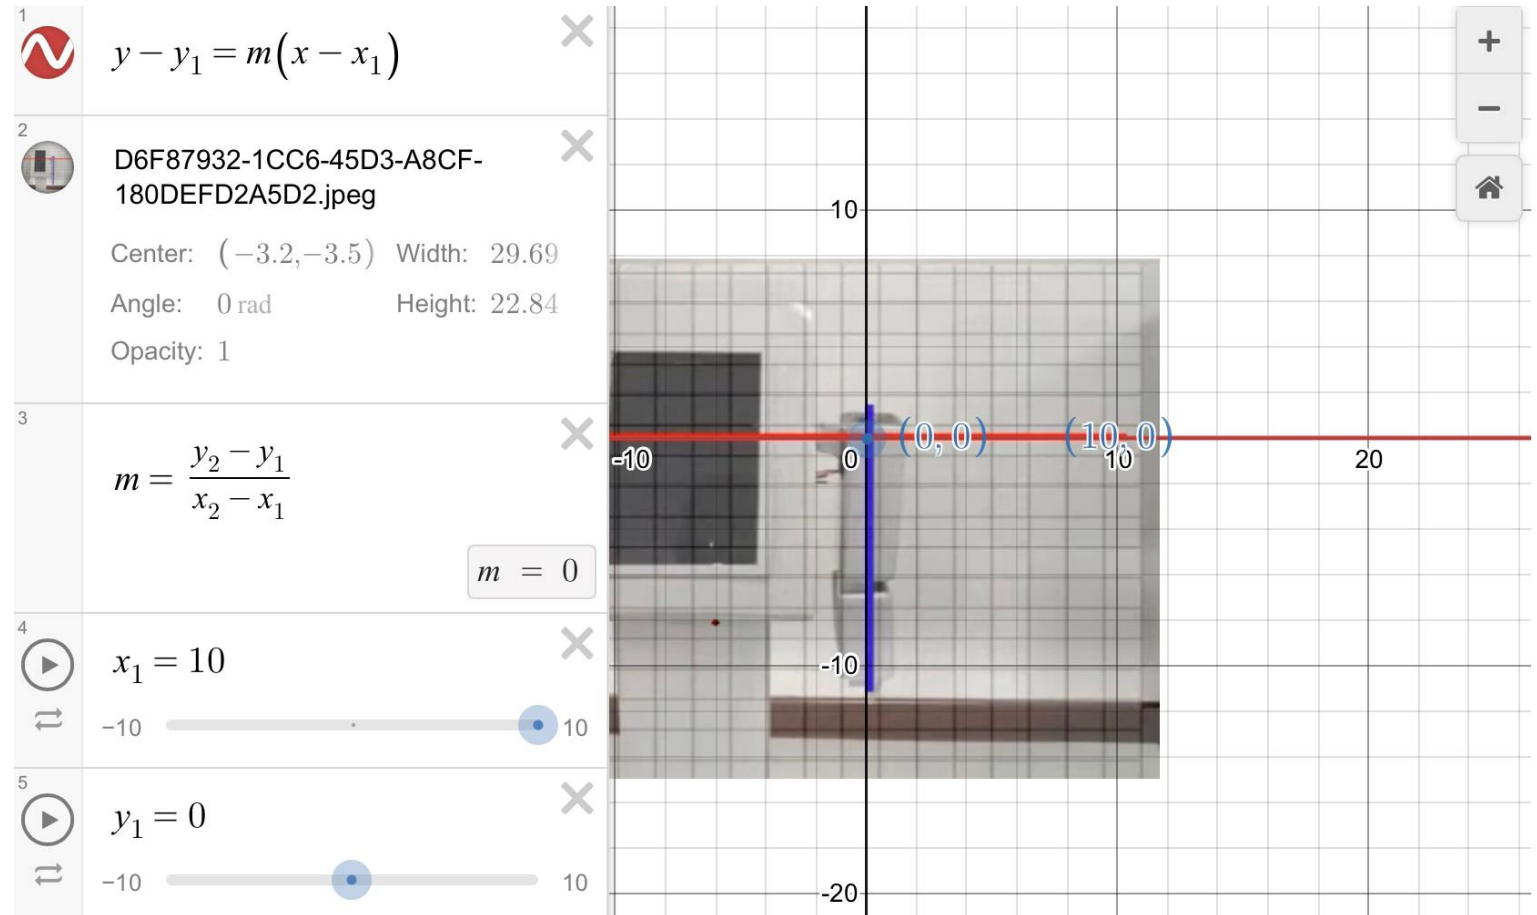 1
y − y₁ = m(x − x₁)
2
D6F87932-1CC6-45D3-A8CF-
180DEFD2A5D2.jpeg
Center: (−3.2,−3.5) Width: 29.69
Angle: 0 rad Height: 22.84
Opacity: 1
3
m = (y₂ − y₁)/(x₂ − x₁)
m = 0
4
x₁ = 10
−10 10
5
y₁ = 0
−10 10
10
(0, 0) (10, 0)
-10 0 10 20
-10
-20
+
−